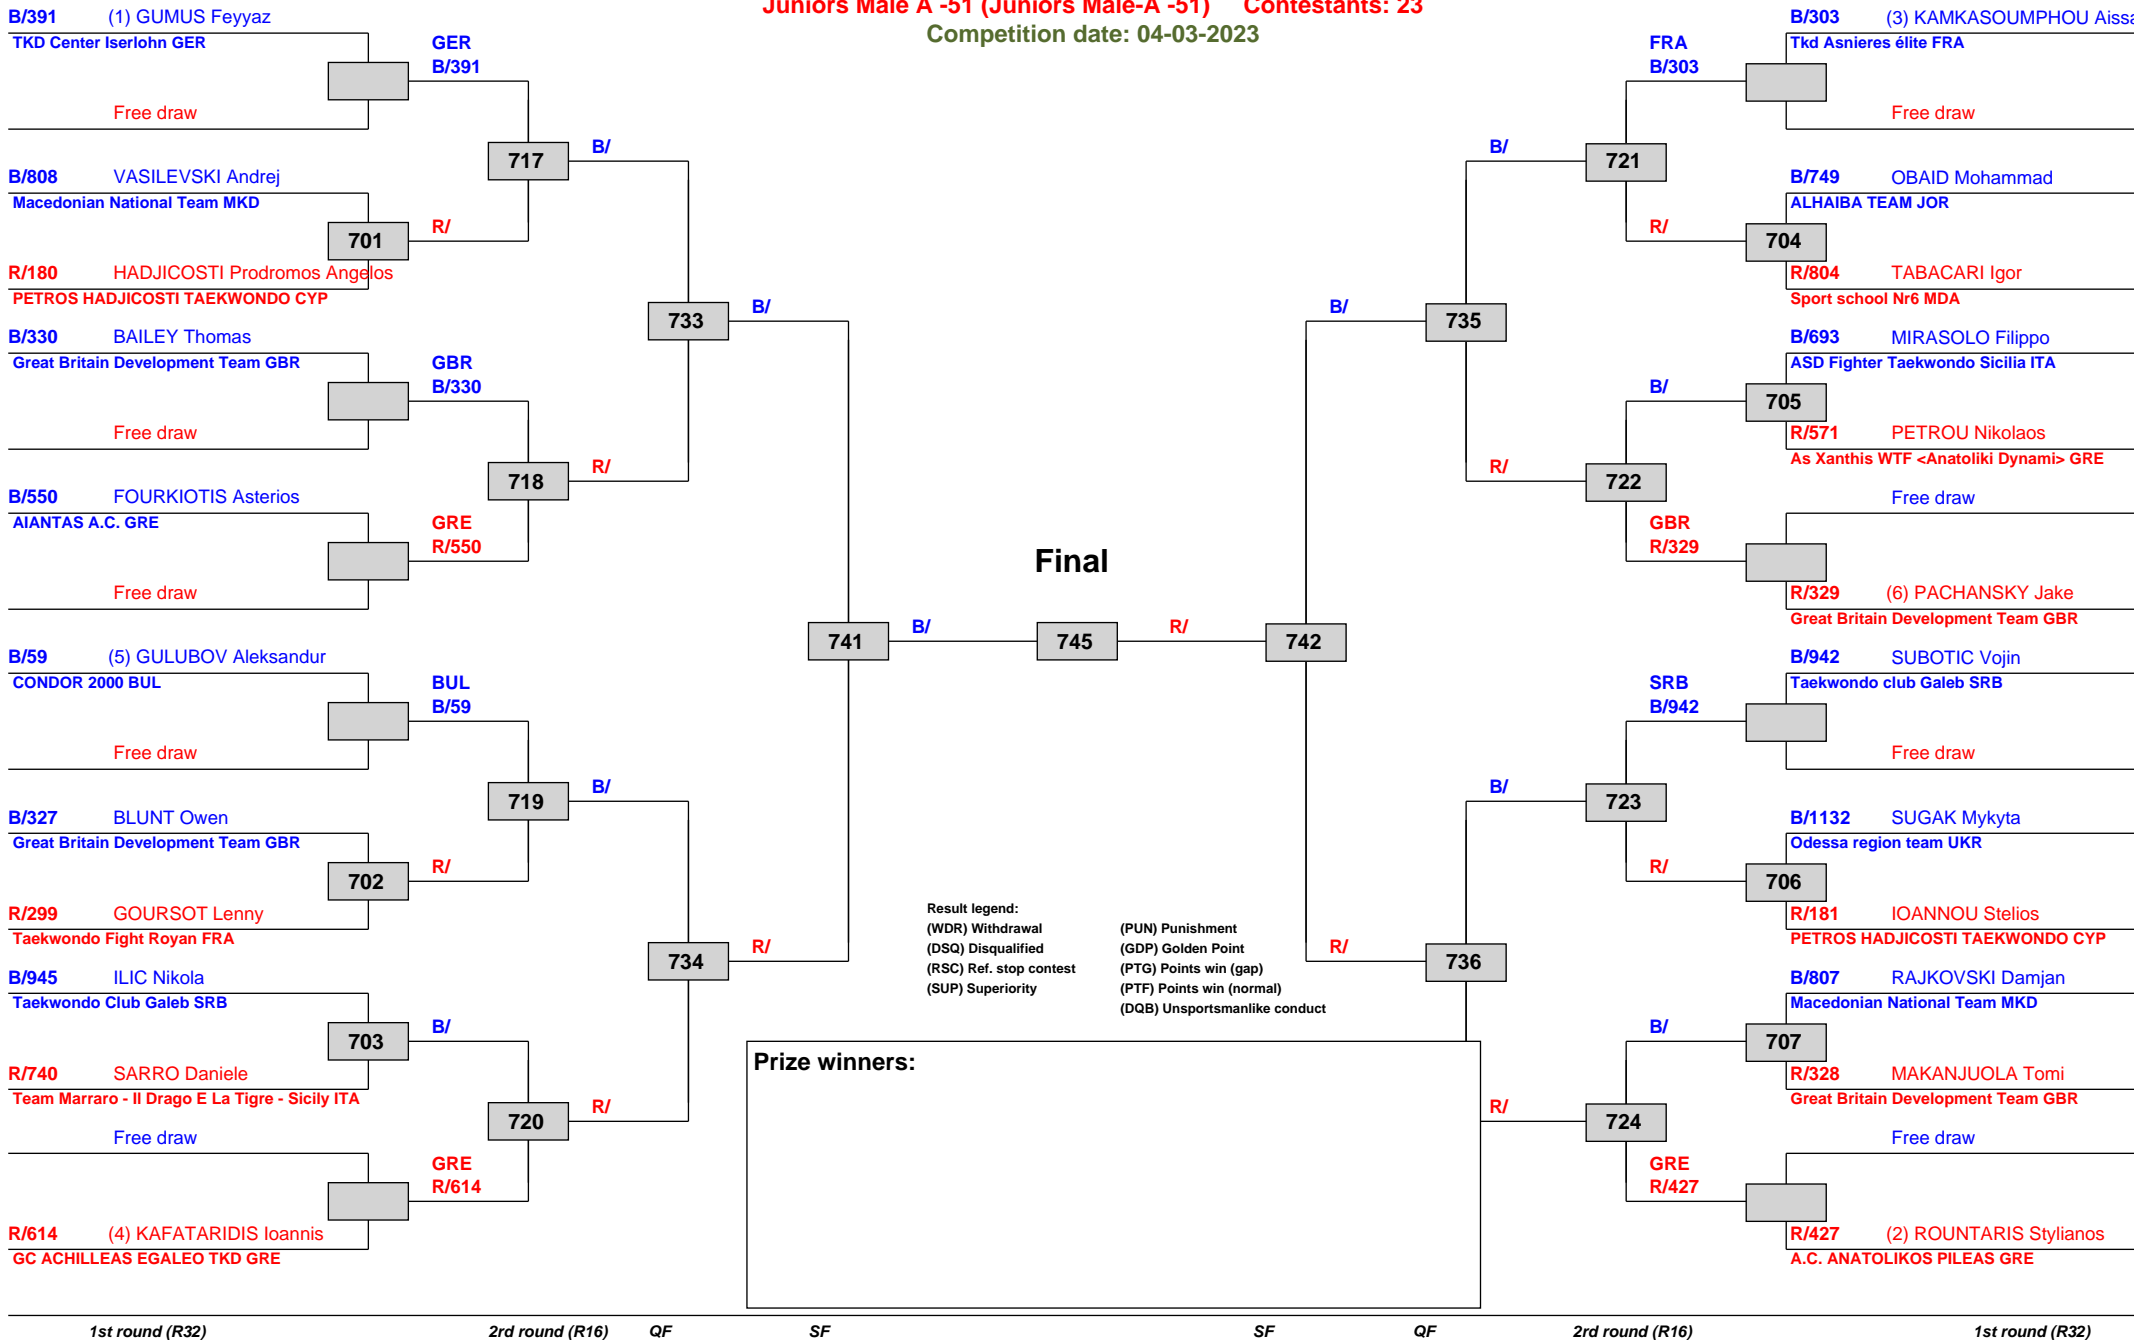 Juniors Male A -51 (Juniors Male-A -51) Contestants: 23
Competition date: 04-03-2023
B/391 (1) GUMUS Feyyaz
TKD Center Iserlohn GER
Free draw
GER
B/391
B/808 VASILEVSKI Andrej
Macedonian National Team MKD
701
R/
R/180 HADJICOSTI Prodromos Angelos
PETROS HADJICOSTI TAEKWONDO CYP
717
B/
B/330 BAILEY Thomas
Great Britain Development Team GBR
Free draw
GBR
B/330
B/550 FOURKIOTIS Asterios
AIANTAS A.C. GRE
Free draw
GRE
R/550
718
R/
733
B/
B/59 (5) GULUBOV Aleksandur
CONDOR 2000 BUL
Free draw
BUL
B/59
B/327 BLUNT Owen
Great Britain Development Team GBR
702
R/
R/299 GOURSOT Lenny
Taekwondo Fight Royan FRA
719
B/
B/945 ILIC Nikola
Taekwondo Club Galeb SRB
703
B/
R/740 SARRO Daniele
Team Marraro - Il Drago E La Tigre - Sicily ITA
Free draw
GRE
R/614
R/614 (4) KAFATARIDIS Ioannis
GC ACHILLEAS EGALEO TKD GRE
720
R/
734
R/
741
B/
Final
745
R/
742
B/
R/
735
B/
R/
736
B/
R/
721
FRA
B/303
R/
722
B/
GBR
R/329
723
SRB
B/942
R/
724
B/
GRE
R/427
B/303 (3) KAMKASOUMPHOU Aissa
Tkd Asnieres élite FRA
Free draw
B/749 OBAID Mohammad
ALHAIBA TEAM JOR
704
R/804 TABACARI Igor
Sport school Nr6 MDA
B/693 MIRASOLO Filippo
ASD Fighter Taekwondo Sicilia ITA
705
R/571 PETROU Nikolaos
As Xanthis WTF <Anatoliki Dynami> GRE
Free draw
R/329 (6) PACHANSKY Jake
Great Britain Development Team GBR
B/942 SUBOTIC Vojin
Taekwondo club Galeb SRB
Free draw
B/1132 SUGAK Mykyta
Odessa region team UKR
706
R/181 IOANNOU Stelios
PETROS HADJICOSTI TAEKWONDO CYP
B/807 RAJKOVSKI Damjan
Macedonian National Team MKD
707
R/328 MAKANJUOLA Tomi
Great Britain Development Team GBR
Free draw
R/427 (2) ROUNTARIS Stylianos
A.C. ANATOLIKOS PILEAS GRE
Result legend:
(WDR) Withdrawal (PUN) Punishment
(DSQ) Disqualified (GDP) Golden Point
(RSC) Ref. stop contest (PTG) Points win (gap)
(SUP) Superiority (PTF) Points win (normal)
(DQB) Unsportsmanlike conduct
Prize winners:
1st round (R32) 2rd round (R16) QF SF SF QF 2rd round (R16) 1st round (R32)